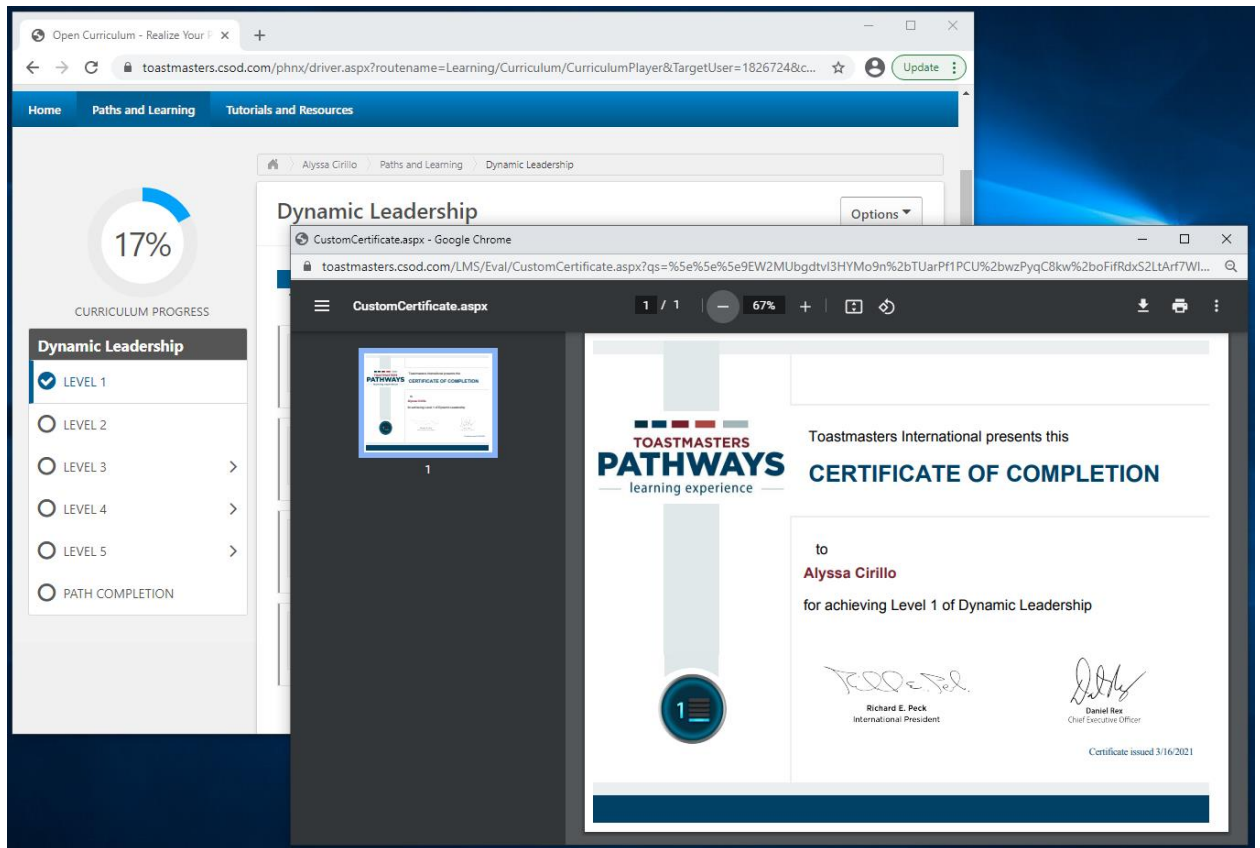 Open Curriculum - Realize Your P
toastmasters.csod.com/phnx/driver.aspx?routename=Learning/Curriculum/CurriculumPlayer&TargetUser=1826724&c...
Update
Home Paths and Learning Tutorials and Resources
Alyssa Cirillo Paths and Learning Dynamic Leadership
17%
CURRICULUM PROGRESS
Dynamic Leadership
LEVEL 1
LEVEL 2
LEVEL 3
LEVEL 4
LEVEL 5
PATH COMPLETION
Dynamic Leadership
Options
CustomCertificate.aspx - Google Chrome
toastmasters.csod.com/LMS/Eval/CustomCertificate.aspx?qs=%5e%5e%5e9EW2MUbgdtvI3HYMo9n%2bTUarPf1PCU%2bwzPyqC8kw%2boFifRdxS2LtArf7WI...
CustomCertificate.aspx
1 / 1
67%
PATHWAYS
CERTIFICATE OF COMPLETION
1
TOASTMASTERS
PATHWAYS
learning experience
Toastmasters International presents this
CERTIFICATE OF COMPLETION
to
Alyssa Cirillo
for achieving Level 1 of Dynamic Leadership
1
Richard E. Peck
International President
Daniel Rex
Chief Executive Officer
Certificate issued 3/16/2021